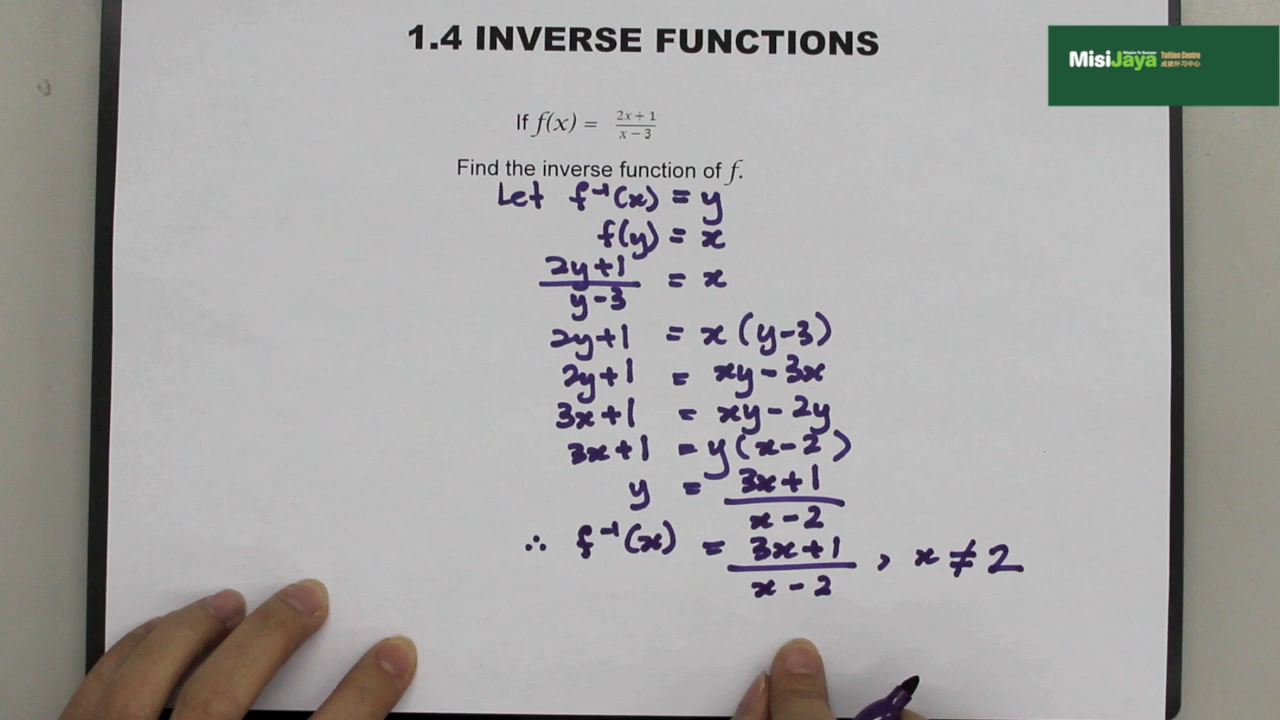 1.4 INVERSE FUNCTIONS
MisiJaya Tuition Centre
If f(x) = 2x + 1 / x − 3
Find the inverse function of f.
Let f⁻¹(x) = y
f(y) = x
2y+1 / y-3 = x
2y+1 = x(y-3)
2y+1 = xy-3x
3x+1 = xy-2y
3x+1 = y(x-2)
y = 3x+1 / x-2
∴ f⁻¹(x) = 3x+1 / x-2 , x ≠ 2